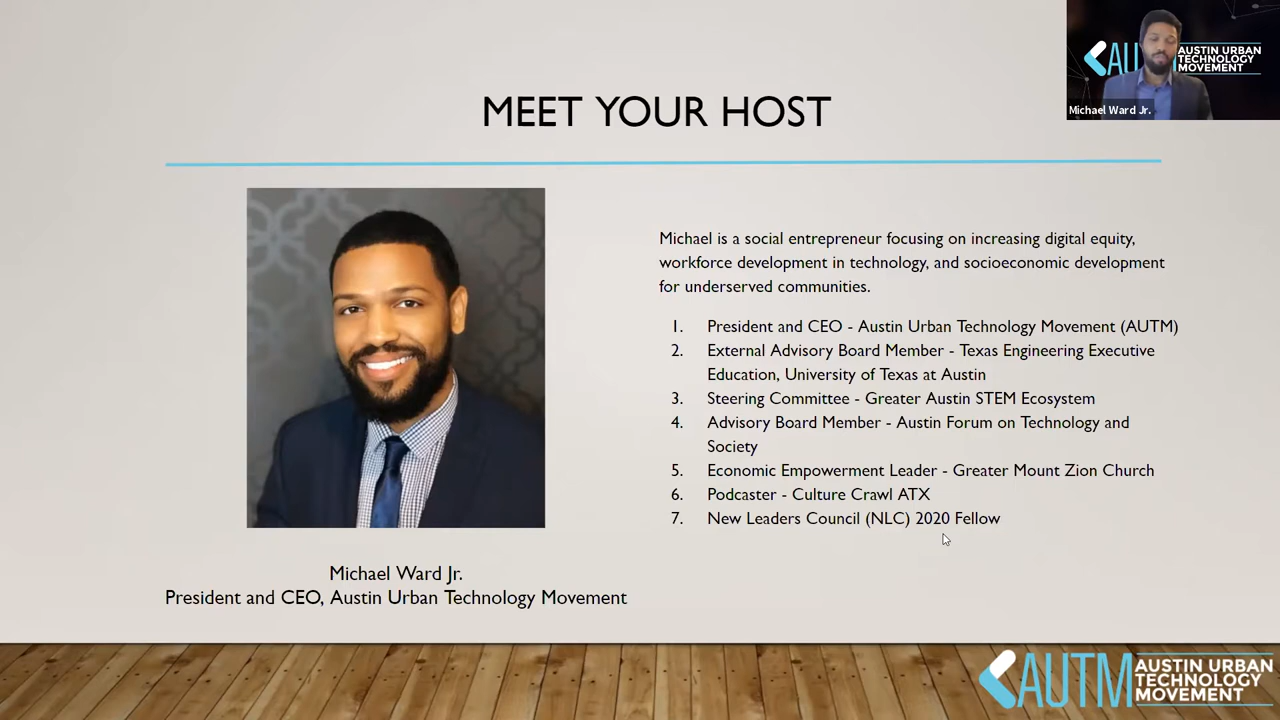 AUTM
AUSTIN URBAN
TECHNOLOGY
MOVEMENT
Michael Ward Jr.
MEET YOUR HOST
Michael is a social entrepreneur focusing on increasing digital equity,
workforce development in technology, and socioeconomic development
for underserved communities.
1. President and CEO - Austin Urban Technology Movement (AUTM)
2. External Advisory Board Member - Texas Engineering Executive
Education, University of Texas at Austin
3. Steering Committee - Greater Austin STEM Ecosystem
4. Advisory Board Member - Austin Forum on Technology and
Society
5. Economic Empowerment Leader - Greater Mount Zion Church
6. Podcaster - Culture Crawl ATX
7. New Leaders Council (NLC) 2020 Fellow
Michael Ward Jr.
President and CEO, Austin Urban Technology Movement
AUTM
AUSTIN URBAN
TECHNOLOGY
MOVEMENT